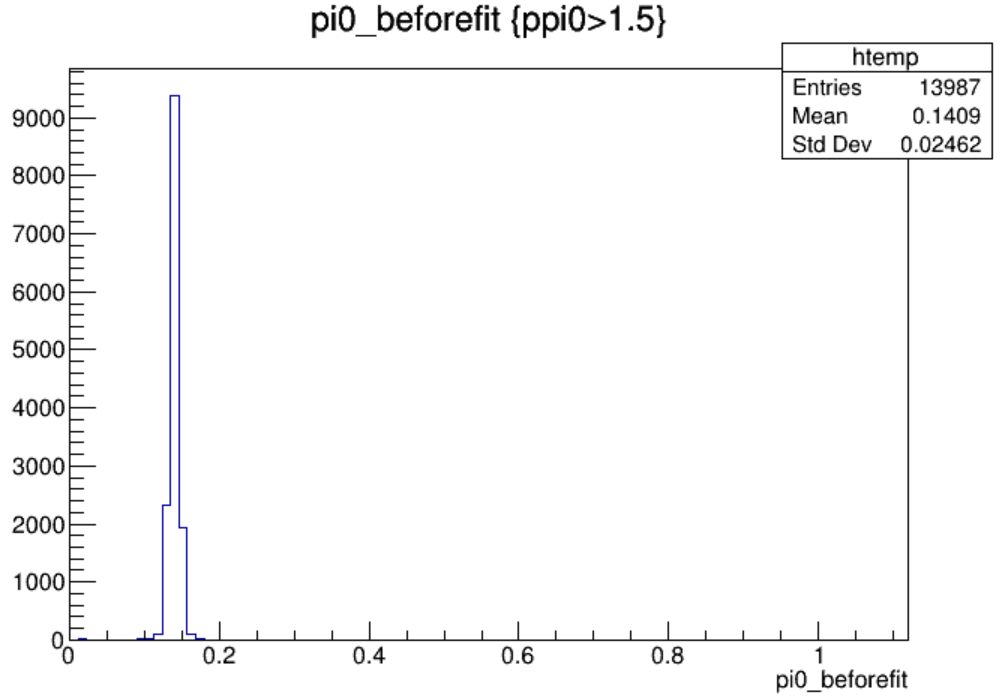 pi0_beforefit {ppi0>1.5}
htemp
Entries 13987
Mean 0.1409
Std Dev 0.02462
9000
8000
7000
6000
5000
4000
3000
2000
1000
0
0 0.2 0.4 0.6 0.8 1
pi0_beforefit